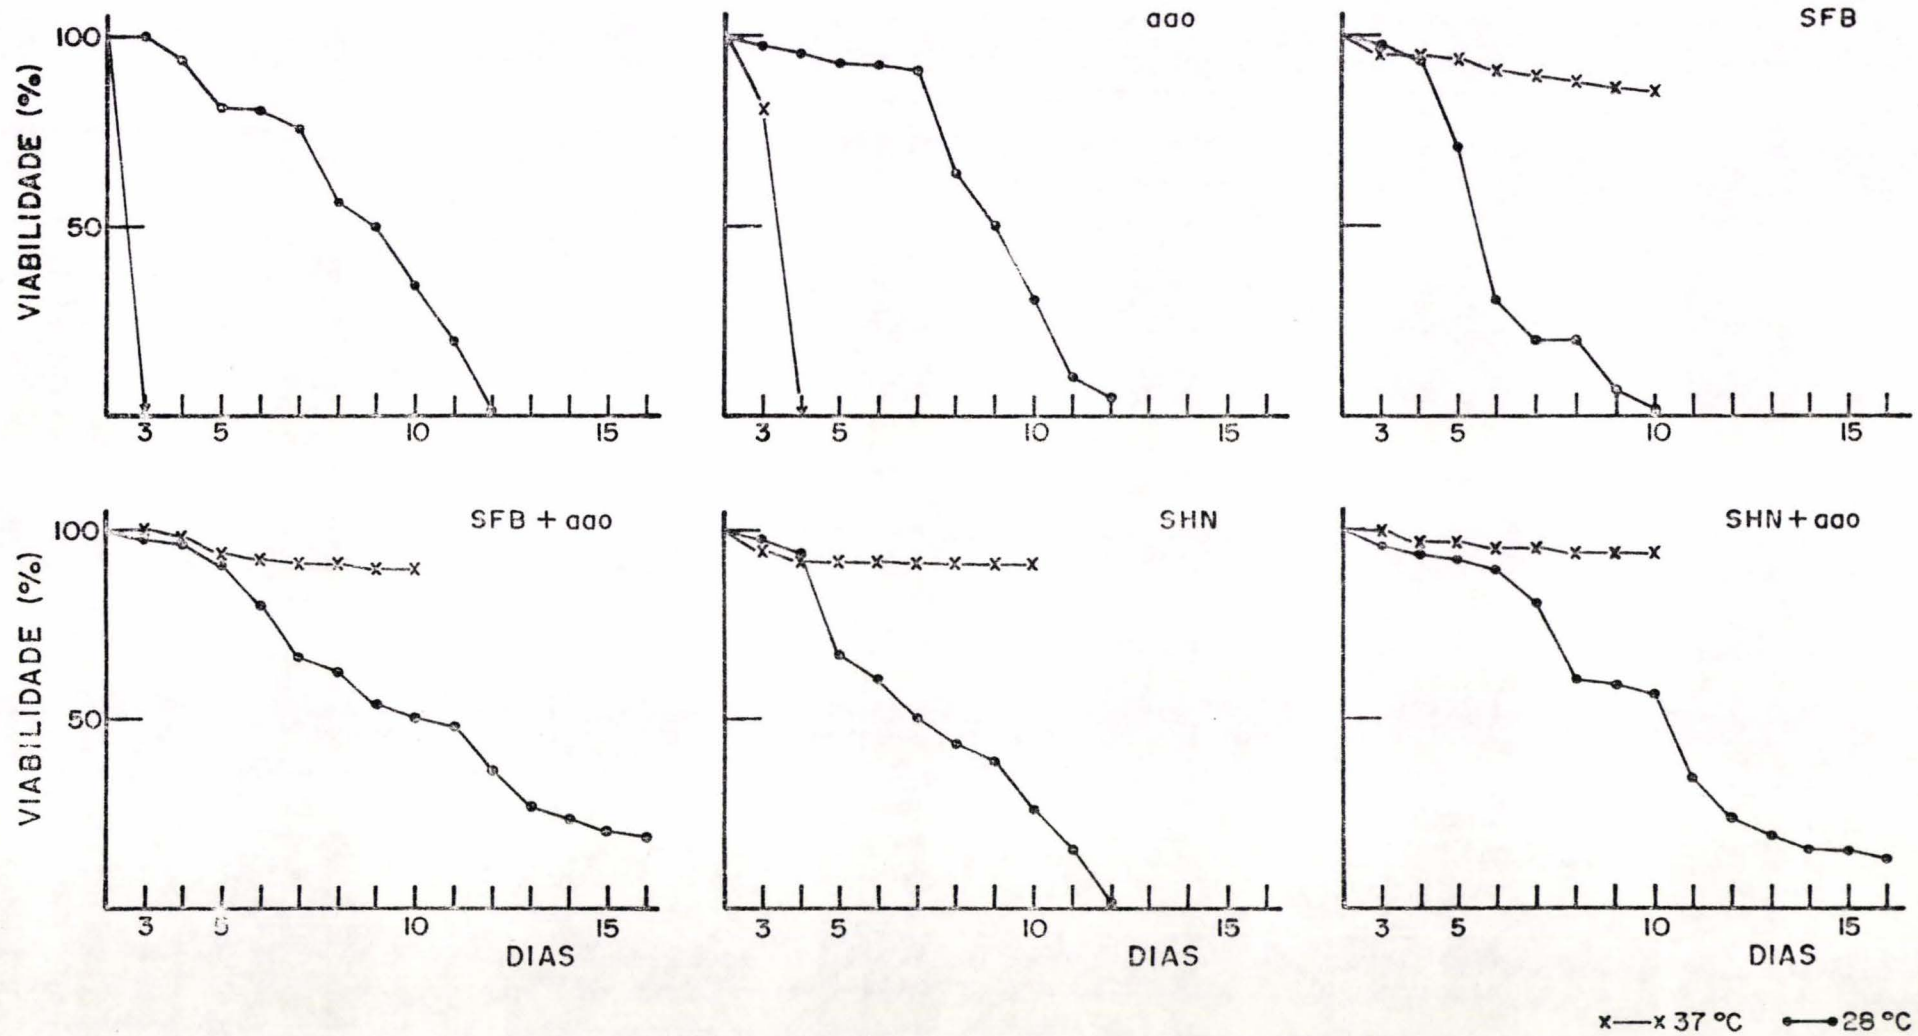 aao
SFB
VIABILIDADE (%)
100
50
3 5 10 15
3 5 10 15
3 5 10 15
SFB + aao
SHN
SHN + aao
VIABILIDADE (%)
100
50
3 5 10 15
3 5 10 15
3 5 10 15
DIAS
DIAS
DIAS
x—x 37 °C ●—● 28 °C